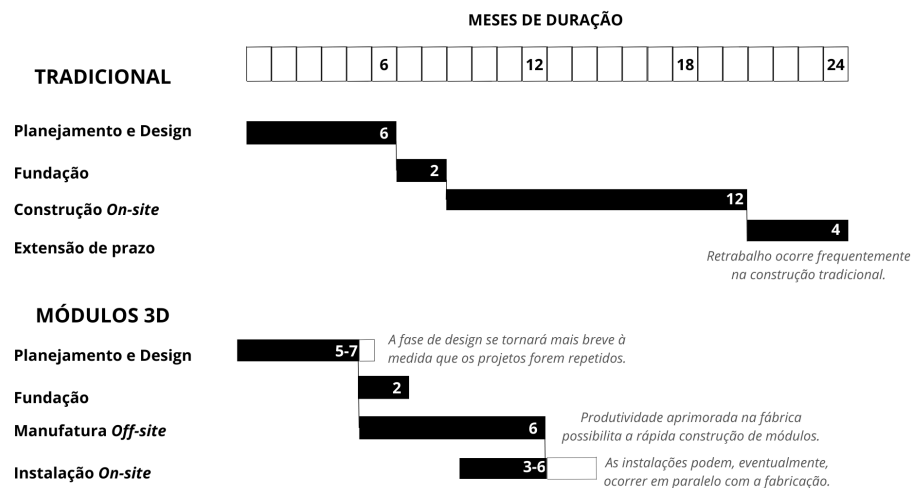 MESES DE DURAÇÃO
6 12 18 24
TRADICIONAL
Planejamento e Design 6
Fundação 2
Construção On-site 12
Extensão de prazo 4
Retrabalho ocorre frequentemente
na construção tradicional.
MÓDULOS 3D
Planejamento e Design 5-7
A fase de design se tornará mais breve à
medida que os projetos forem repetidos.
Fundação 2
Manufatura Off-site 6
Produtividade aprimorada na fábrica
possibilita a rápida construção de módulos.
Instalação On-site 3-6
As instalações podem, eventualmente,
ocorrer em paralelo com a fabricação.